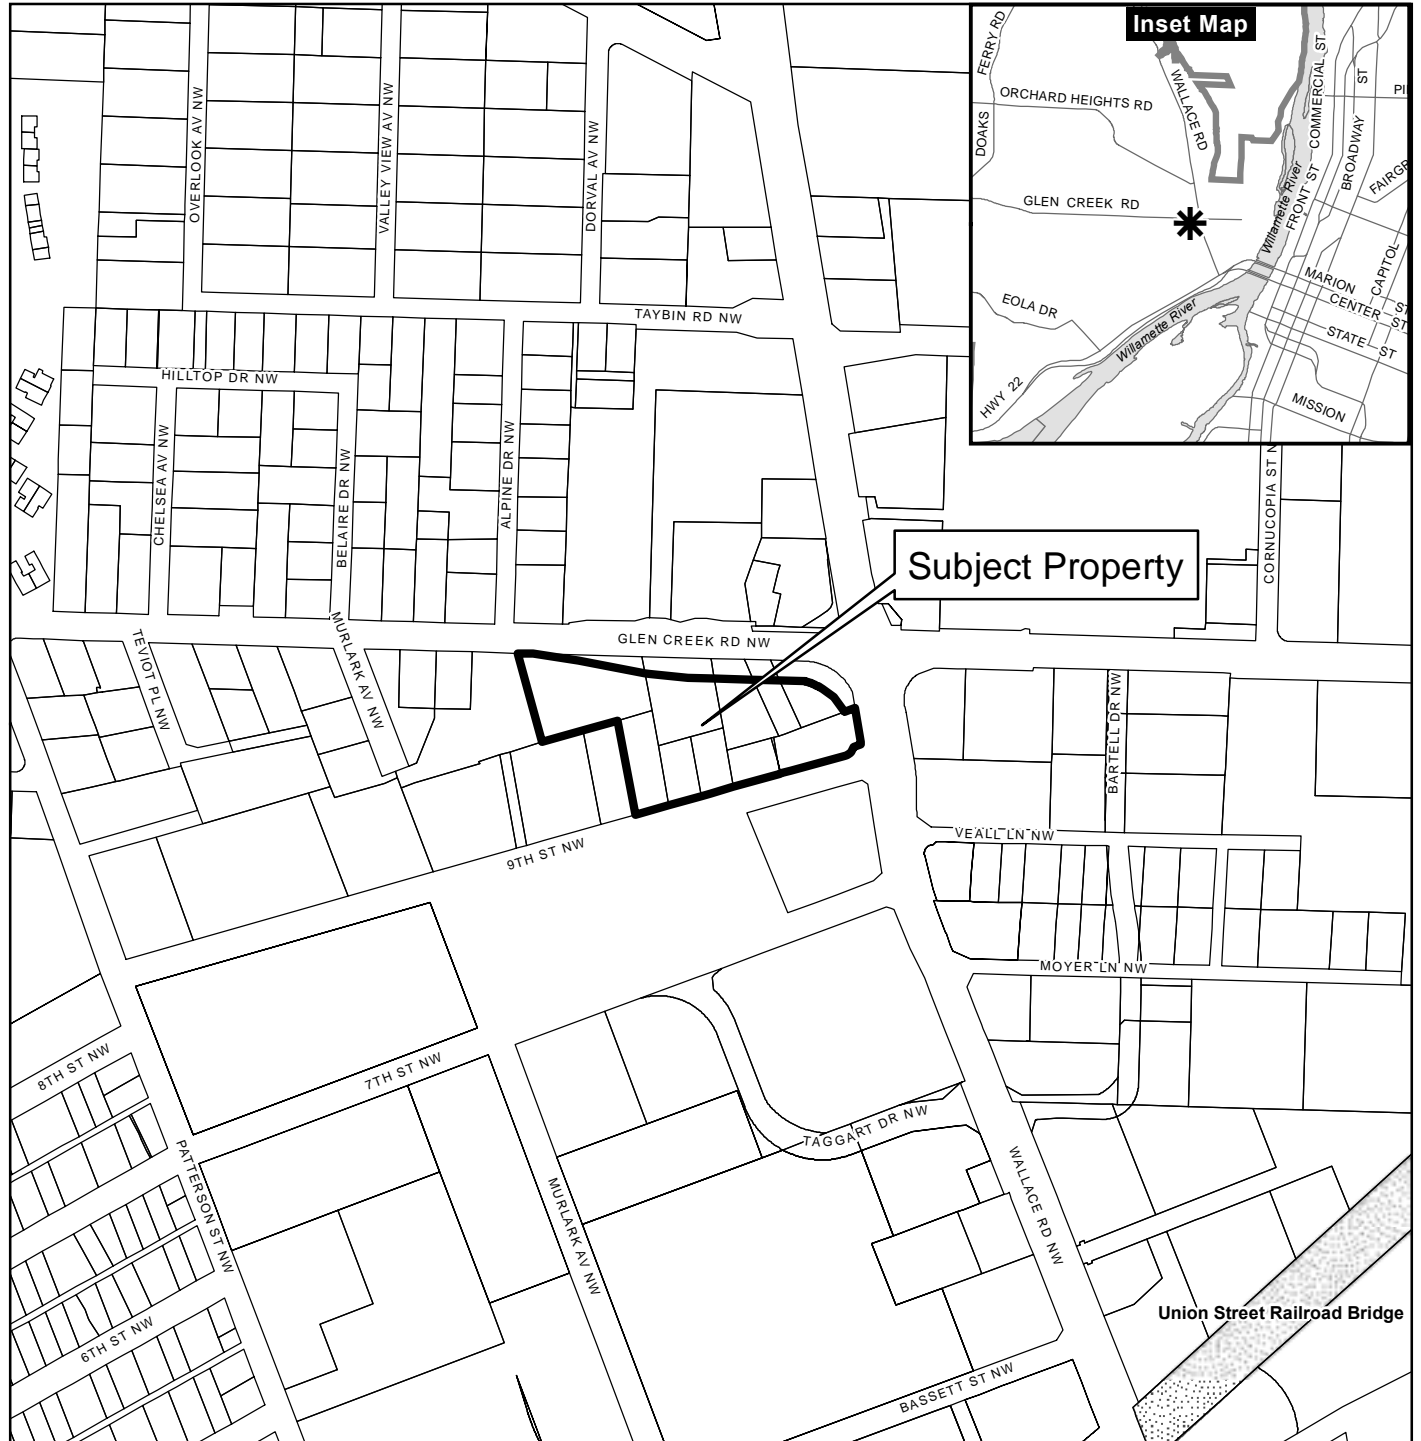 Inset Map
FERRY RD
DOAKS
ORCHARD HEIGHTS RD
WALLACE RD
COMMERCIAL ST
ST
BROADWAY
PI
FAIRGR
GLEN CREEK RD
Willamette River
FRONT ST
CAPITOL
ST
MARION
CENTER ST
STATE ST
EOLA DR
Willamette River
HWY 22
MISSION
OVERLOOK AV NW
VALLEY VIEW AV NW
DORVAL AV NW
TAYBIN RD NW
HILLTOP DR NW
CHELSEA AV NW
BELAIRE DR NW
ALPINE DR NW
CORNUCOPIA ST N
Subject Property
GLEN CREEK RD NW
TEVIOT PL NW
MURLARK AV NW
BARTELL DR NW
9TH ST NW
VEALL LN NW
MOYER LN NW
8TH ST NW
7TH ST NW
TAGGART DR NW
PATTERSON ST NW
MURLARK AV NW
WALLACE RD NW
Union Street Railroad Bridge
6TH ST NW
BASSETT ST NW